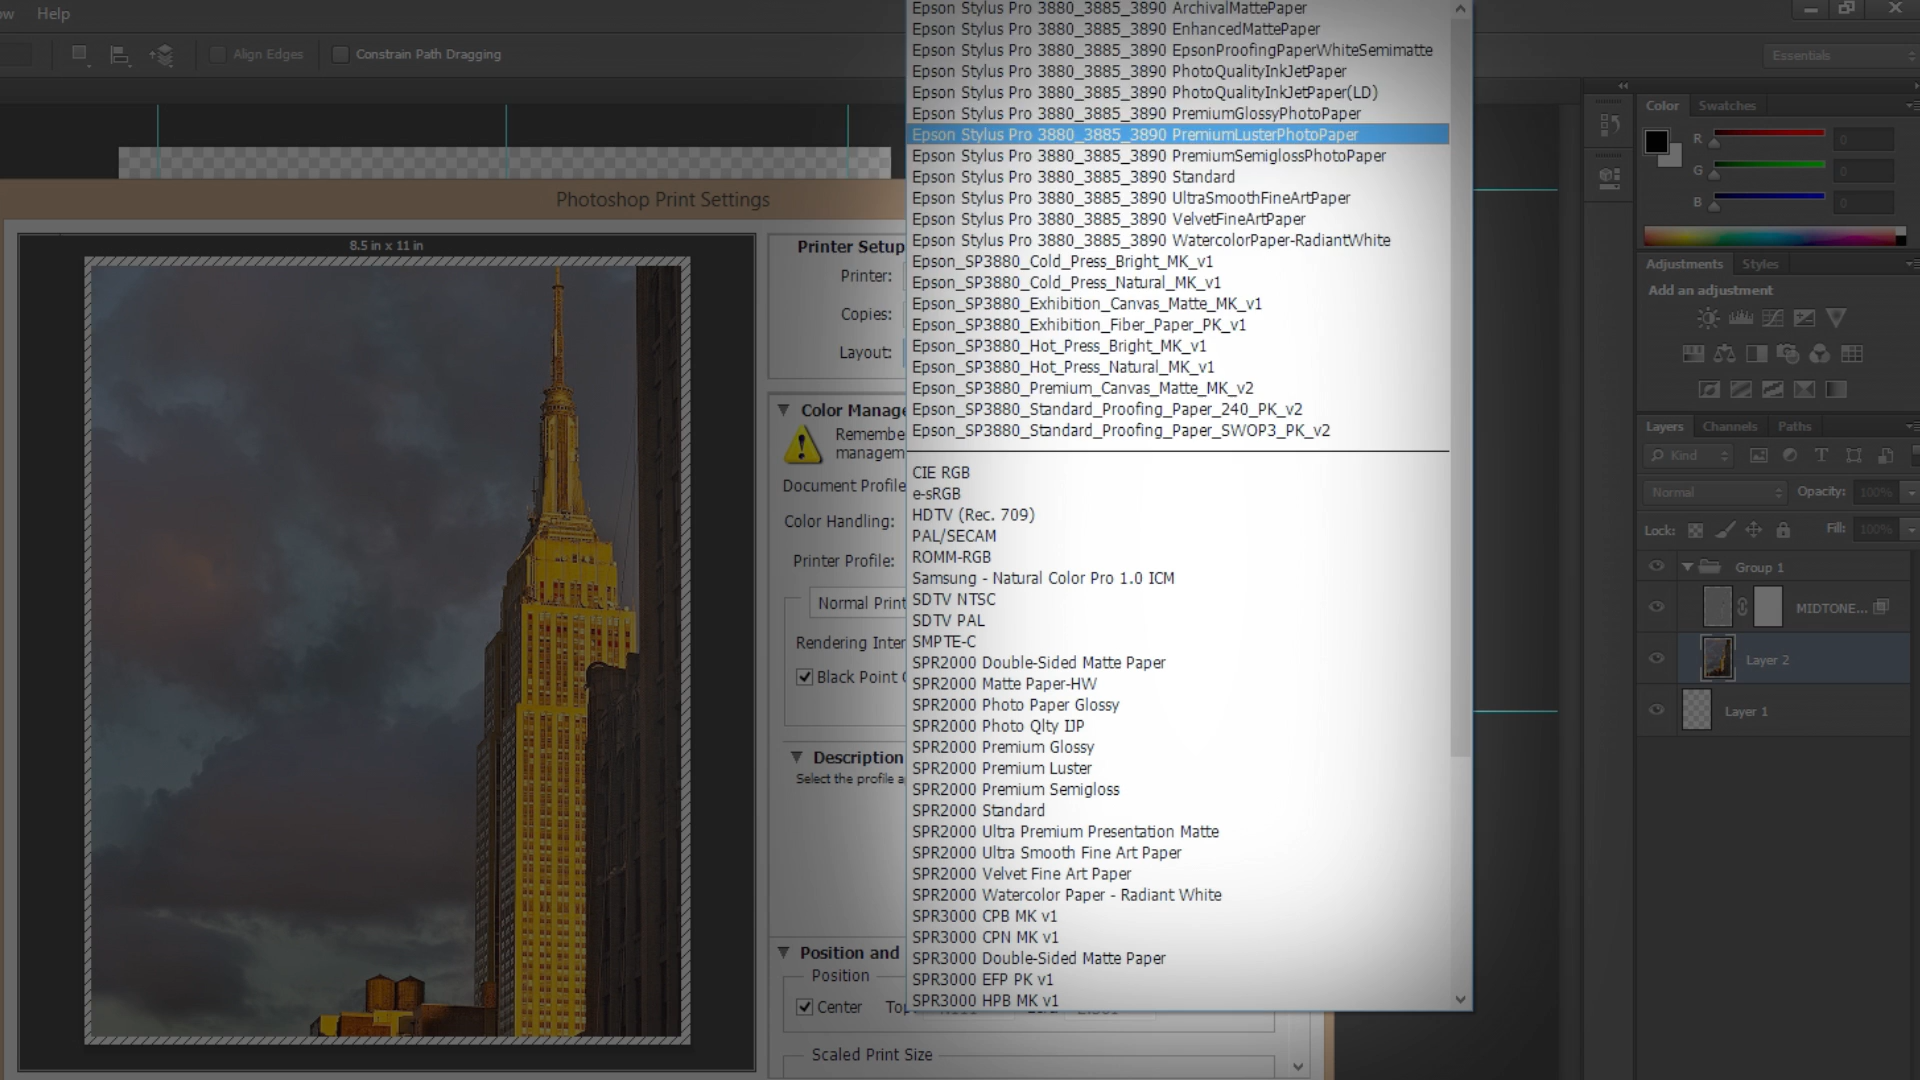 Help
Align Edges
Constrain Path Dragging
Essentials
Photoshop Print Settings
8.5 in x 11 in
Printer Setup
Printer:
Copies:
Layout:
Color
Remember
Document Profile
Color Handling:
Printer Profile:
Rendering
Black Point
Description
Select the profile
Position and
Position
Center
Scaled Print Size
Epson Stylus Pro 3880_3885_3890 ArchivalMattePaper
Epson Stylus Pro 3880_3885_3890 EnhancedMattePaper
Epson Stylus Pro 3880_3885_3890 EpsonProofingPaperWhiteSemimatte
Epson Stylus Pro 3880_3885_3890 PhotoQualityInkJetPaper
Epson Stylus Pro 3880_3885_3890 PhotoQualityInkJetPaper(LD)
Epson Stylus Pro 3880_3885_3890 PremiumGlossyPhotoPaper
Epson Stylus Pro 3880_3885_3890 PremiumLusterPhotoPaper
Epson Stylus Pro 3880_3885_3890 PremiumSemiglossPhotoPaper
Epson Stylus Pro 3880_3885_3890 Standard
Epson Stylus Pro 3880_3885_3890 UltraSmoothFineArtPaper
Epson Stylus Pro 3880_3885_3890 VelvetFineArtPaper
Epson Stylus Pro 3880_3885_3890 WatercolorPaper-RadiantWhite
Epson_SP3880_Cold_Press_Bright_MK_v1
Epson_SP3880_Cold_Press_Natural_MK_v1
Epson_SP3880_Exhibition_Canvas_Matte_MK_v1
Epson_SP3880_Exhibition_Fiber_Paper_PK_v1
Epson_SP3880_Hot_Press_Bright_MK_v1
Epson_SP3880_Hot_Press_Natural_MK_v1
Epson_SP3880_Premium_Canvas_Matte_MK_v2
Epson_SP3880_Standard_Proofing_Paper_240_PK_v2
Epson_SP3880_Standard_Proofing_Paper_SWOP3_PK_v2
CIE RGB
e-sRGB
HDTV (Rec. 709)
PAL/SECAM
ROMM-RGB
Samsung - Natural Color Pro 1.0 ICM
SDTV NTSC
SDTV PAL
SMPTE-C
SPR2000 Double-Sided Matte Paper
SPR2000 Matte Paper-HW
SPR2000 Photo Paper Glossy
SPR2000 Photo Qlty IJP
SPR2000 Premium Glossy
SPR2000 Premium Luster
SPR2000 Premium Semigloss
SPR2000 Standard
SPR2000 Ultra Premium Presentation Matte
SPR2000 Ultra Smooth Fine Art Paper
SPR2000 Velvet Fine Art Paper
SPR2000 Watercolor Paper - Radiant White
SPR3000 CPB MK v1
SPR3000 CPN MK v1
SPR3000 Double-Sided Matte Paper
SPR3000 EFP PK v1
SPR3000 HPB MK v1
Color Swatches
R 0
G 0
B 0
Adjustments Styles
Add an adjustment
Layers Channels Paths
Kind
Normal Opacity: 100%
Lock: Fill: 100%
Group 1
MIDTONE...
Layer 2
Layer 1